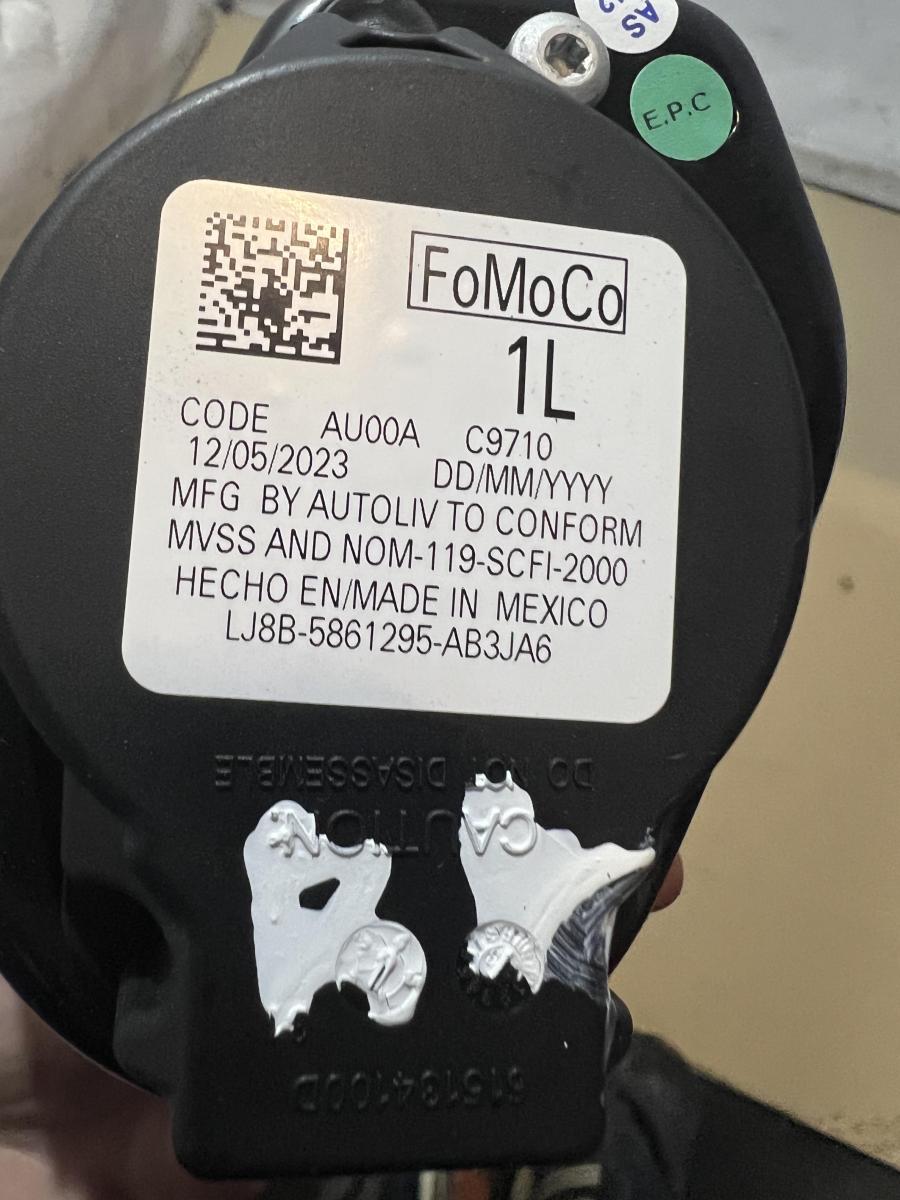 AS
E.P.C
FoMoCo
1L
CODE AU00A C9710
12/05/2023 DD/MM/YYYY
MFG BY AUTOLIV TO CONFORM
MVSS AND NOM-119-SCFI-2000
HECHO EN/MADE IN MEXICO
LJ8B-5861295-AB3JA6
DO NOT DISASSEMBLE
CAUTION